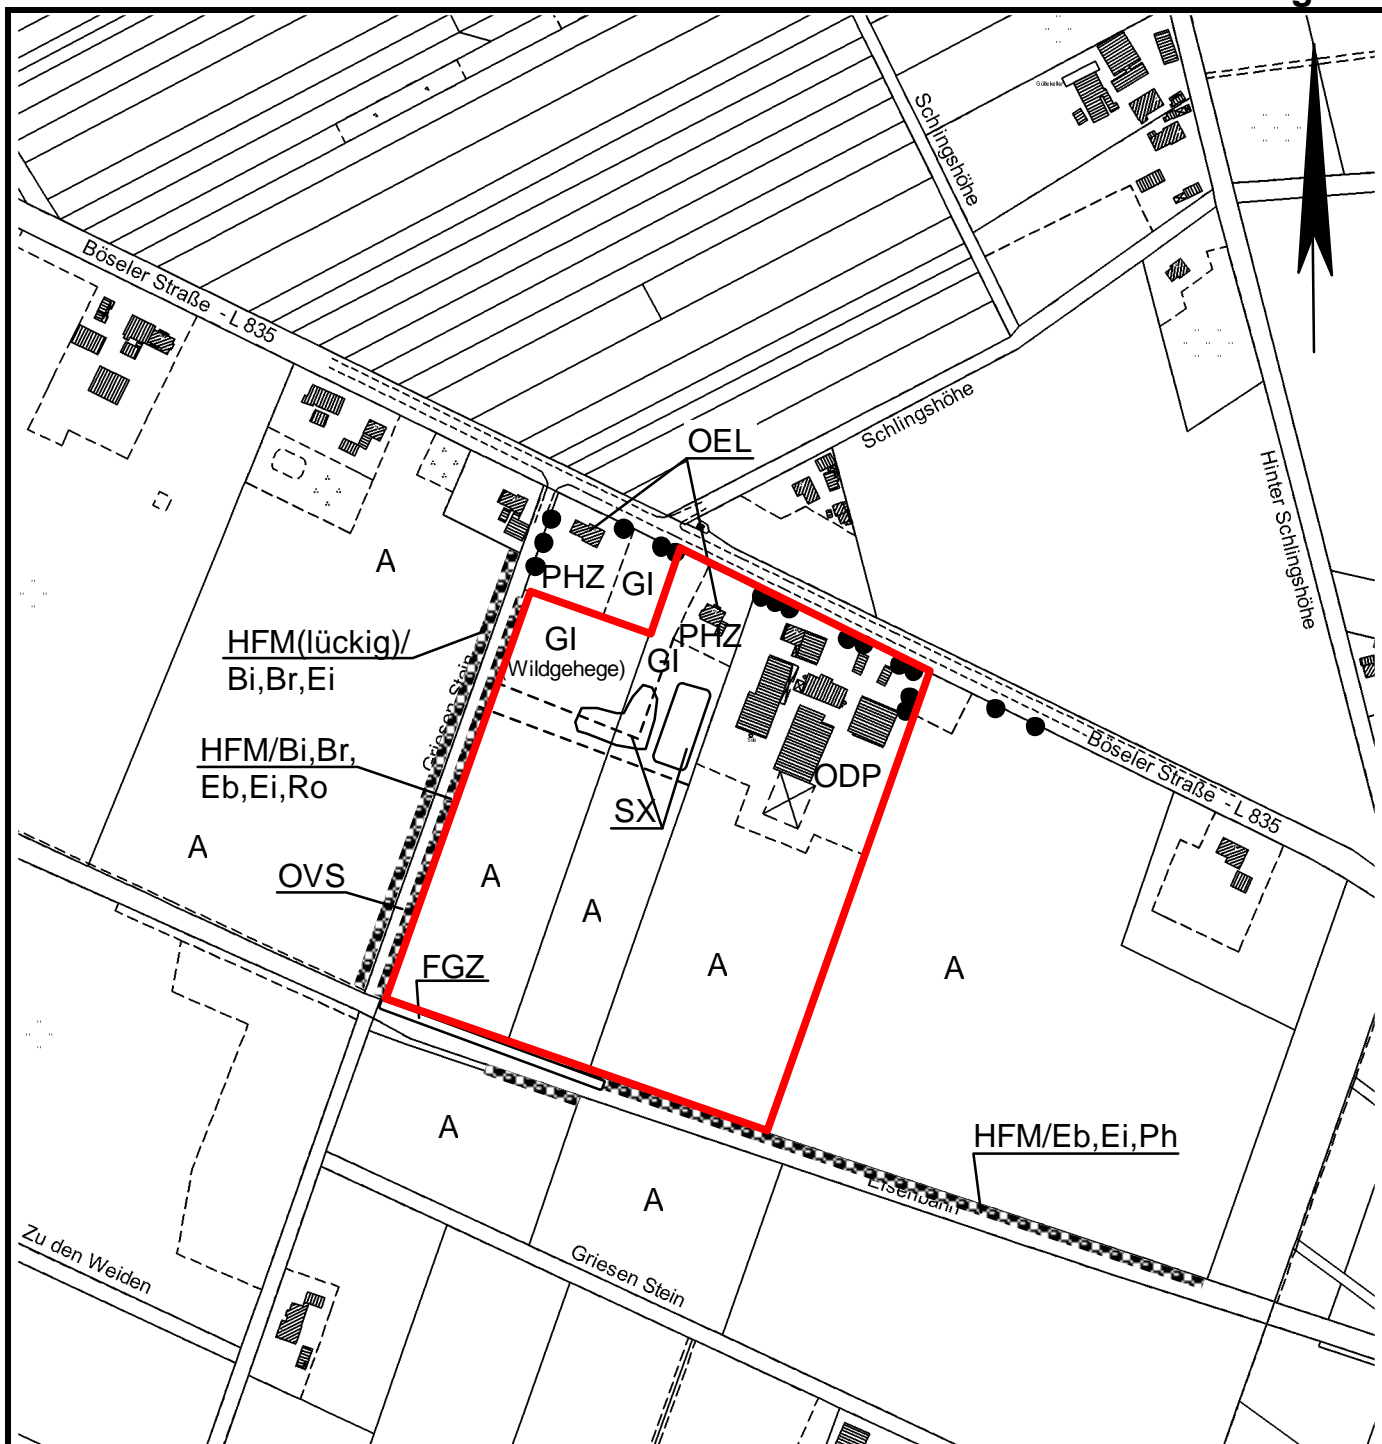 Güllekeller
Schlingshöhe
Böseler Straße - L 835
Schlingshöhe
OEL
Hinter Schlingshöhe
A
PHZ
GI
HFM(lückig)/
Bi,Br,Ei
GI
(Wildgehege)
GI
PHZ
Griesen Stein
HFM/Bi,Br,
Eb,Ei,Ro
Böseler Straße - L 835
ODP
SX
A
OVS
A
A
A
A
FGZ
A
HFM/Eb,Ei,Ph
Eisenbahn
A
Zu den Weiden
Griesen Stein